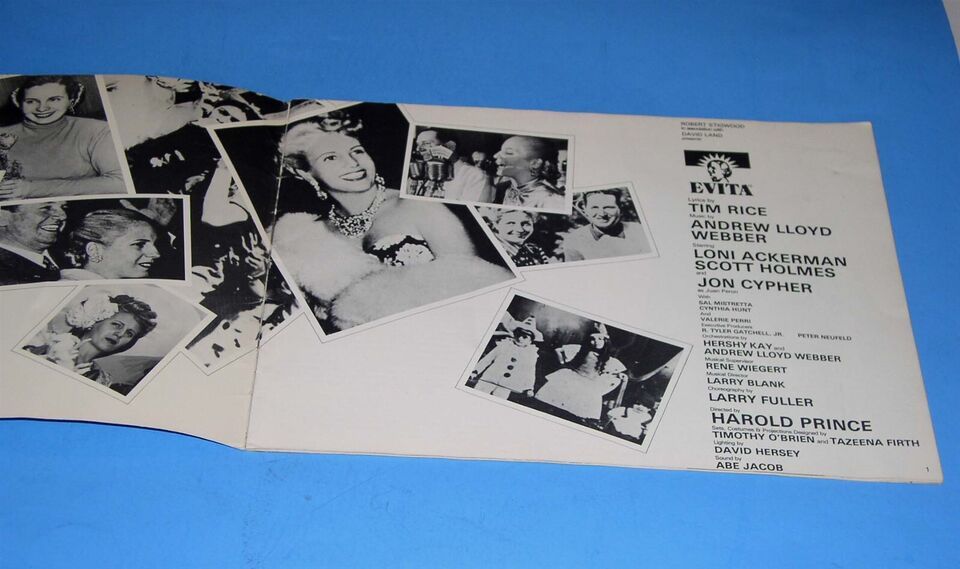 ROBERT STIGWOOD
in association with
DAVID LAND
presents
EVITA
Lyrics by
TIM RICE
Music by
ANDREW LLOYD
WEBBER
Starring
LONI ACKERMAN
SCOTT HOLMES
and
JON CYPHER
as Juan Peron
With
SAL MISTRETTA
CYNTHIA HUNT
And
VALERIE PERRI
Executive Producers
R. TYLER GATCHELL, JR. PETER NEUFELD
Orchestrations by
HERSHY KAY and
ANDREW LLOYD WEBBER
Musical Supervisor
RENE WIEGERT
Musical Director
LARRY BLANK
Choreography by
LARRY FULLER
Directed by
HAROLD PRINCE
Sets, Costumes & Projections Designed by
TIMOTHY O'BRIEN and TAZEENA FIRTH
Lighting by
DAVID HERSEY
Sound by
ABE JACOB
1